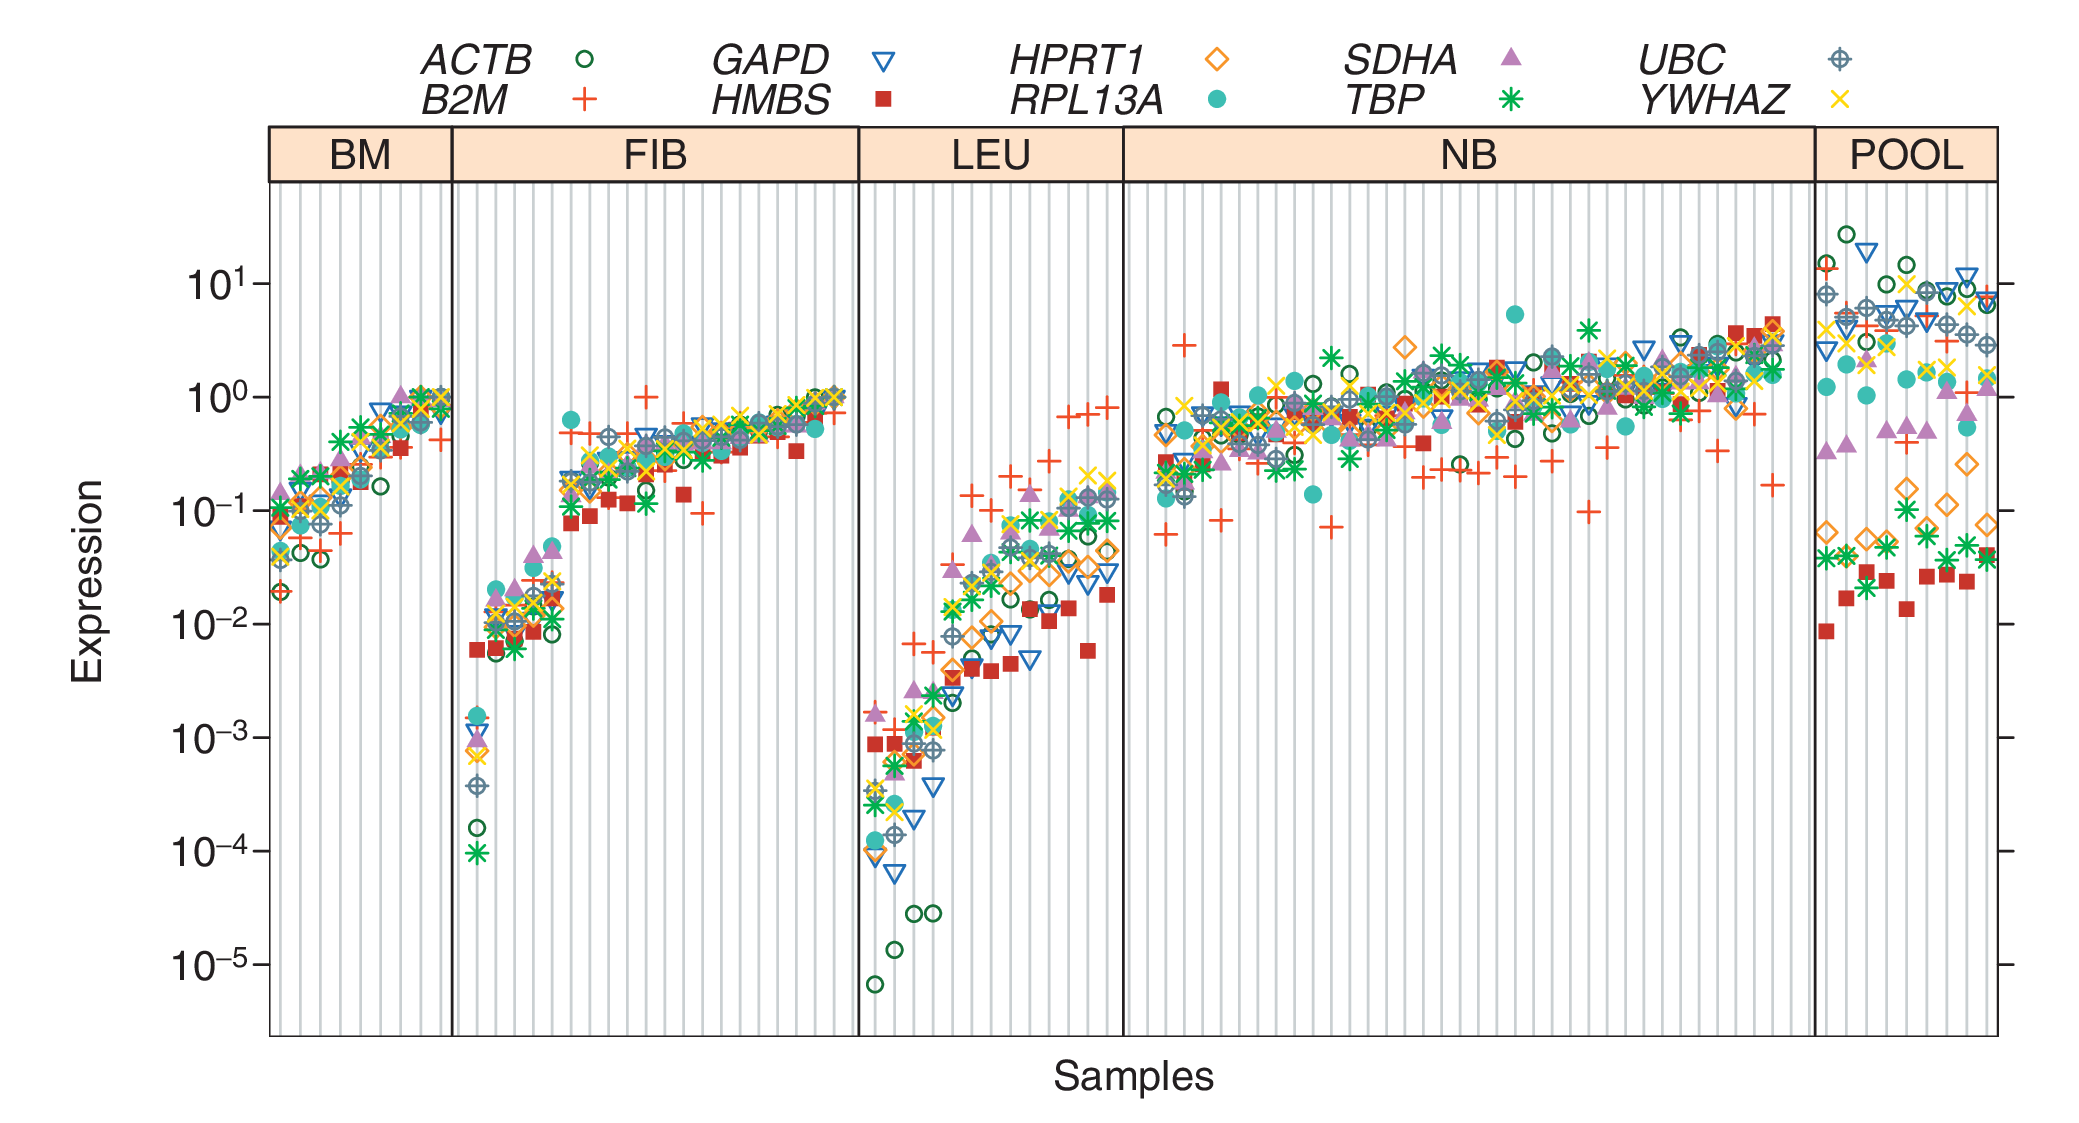 ACTB GAPD HPRT1 SDHA UBC
B2M HMBS RPL13A TBP YWHAZ
BM FIB LEU NB POOL
10¹
10⁰
10⁻¹
10⁻²
10⁻³
10⁻⁴
10⁻⁵
Expression
Samples